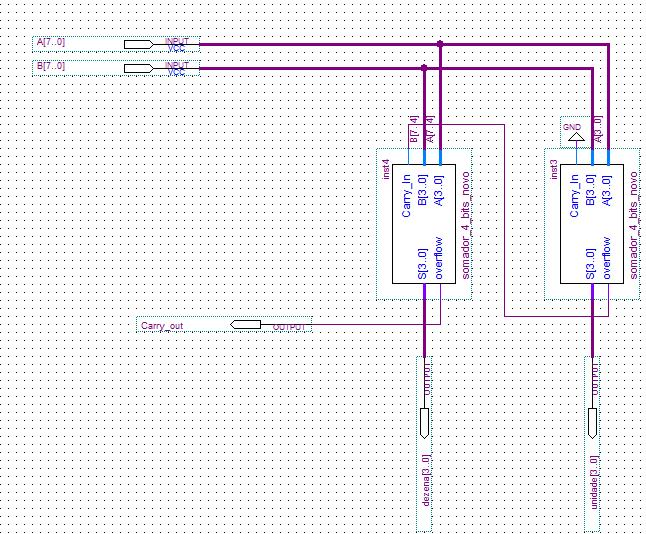 A[7..0]
INPUT
VCC
B[7..0]
INPUT
VCC
B[7..4]
A[7..4]
GND
A[3..0]
inst4
Carry_In
B[3..0]
A[3..0]
S[3..0]
overflow
somador_4_bits_novo
inst3
Carry_In
B[3..0]
A[3..0]
S[3..0]
overflow
somador_4_bits_novo
Carry_out
OUTPUT
OUTPUT
dezena[3..0]
OUTPUT
unidade[3..0]